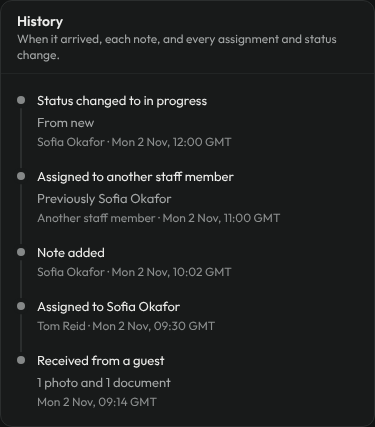 History
When it arrived, each note, and every assignment and status
change.
Status changed to in progress
From new
Sofia Okafor · Mon 2 Nov, 12:00 GMT
Assigned to another staff member
Previously Sofia Okafor
Another staff member · Mon 2 Nov, 11:00 GMT
Note added
Sofia Okafor · Mon 2 Nov, 10:02 GMT
Assigned to Sofia Okafor
Tom Reid · Mon 2 Nov, 09:30 GMT
Received from a guest
1 photo and 1 document
Mon 2 Nov, 09:14 GMT